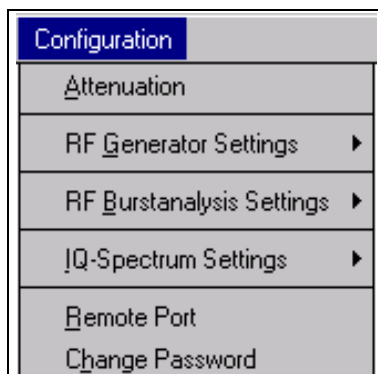 Configuration
Attenuation
RF Generator Settings
RF Burstanalysis Settings
IQ-Spectrum Settings
Remote Port
Change Password